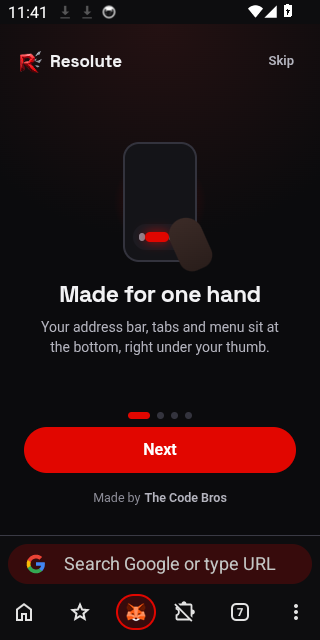 11:41
Resolute
Skip
Made for one hand
Your address bar, tabs and menu sit at
the bottom, right under your thumb.
Next
Made by The Code Bros
Search Google or type URL
7